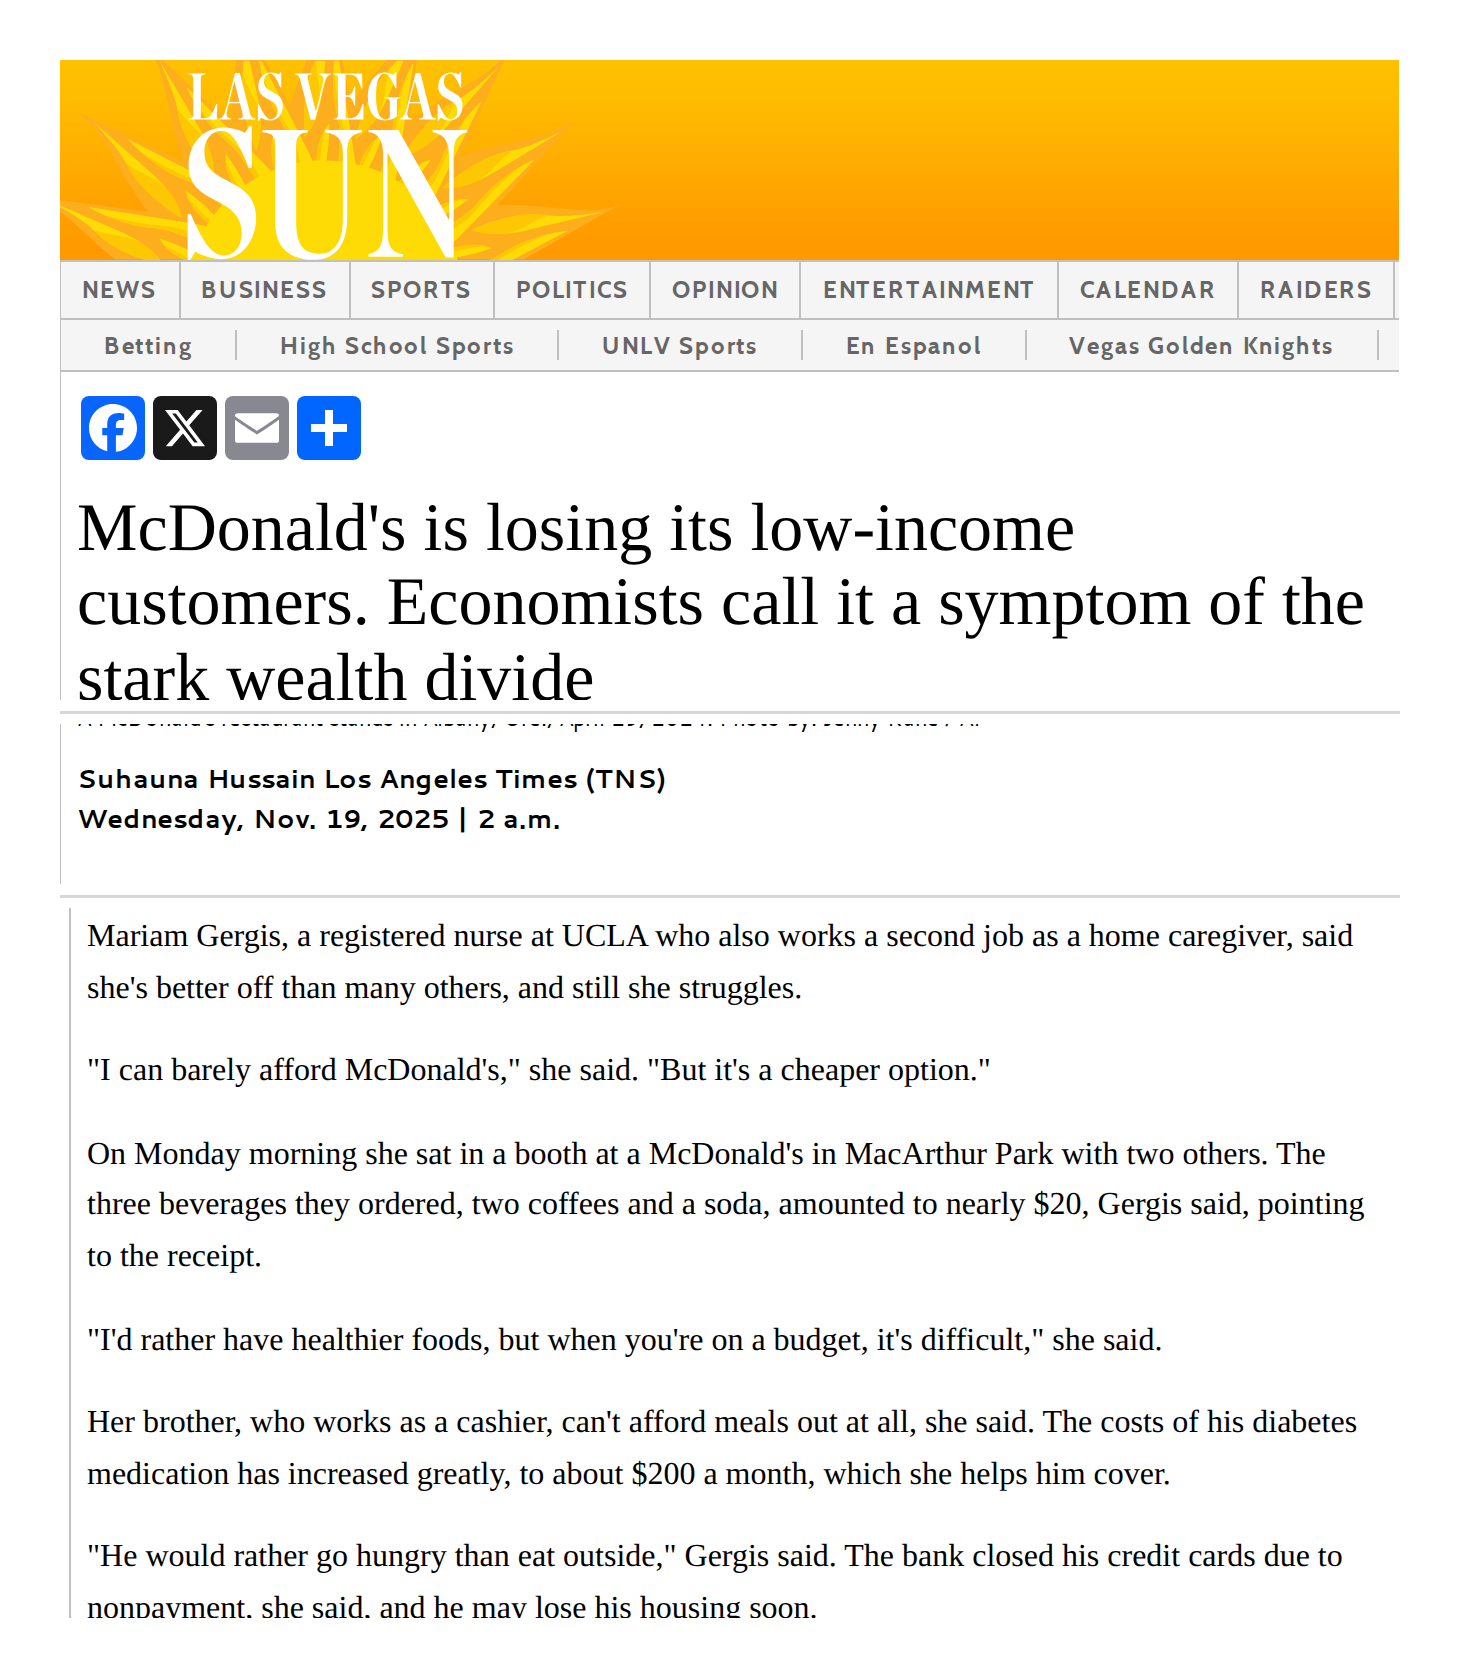 LAS VEGAS
SUN
NEWS BUSINESS SPORTS POLITICS OPINION ENTERTAINMENT CALENDAR RAIDERS
Betting High School Sports UNLV Sports En Espanol Vegas Golden Knights
McDonald's is losing its low-income
customers. Economists call it a symptom of the
stark wealth divide
Suhauna Hussain Los Angeles Times (TNS)
Wednesday, Nov. 19, 2025 | 2 a.m.
Mariam Gergis, a registered nurse at UCLA who also works a second job as a home caregiver, said
she's better off than many others, and still she struggles.
"I can barely afford McDonald's," she said. "But it's a cheaper option."
On Monday morning she sat in a booth at a McDonald's in MacArthur Park with two others. The
three beverages they ordered, two coffees and a soda, amounted to nearly $20, Gergis said, pointing
to the receipt.
"I'd rather have healthier foods, but when you're on a budget, it's difficult," she said.
Her brother, who works as a cashier, can't afford meals out at all, she said. The costs of his diabetes
medication has increased greatly, to about $200 a month, which she helps him cover.
"He would rather go hungry than eat outside," Gergis said. The bank closed his credit cards due to
nonpayment, she said, and he may lose his housing soon.